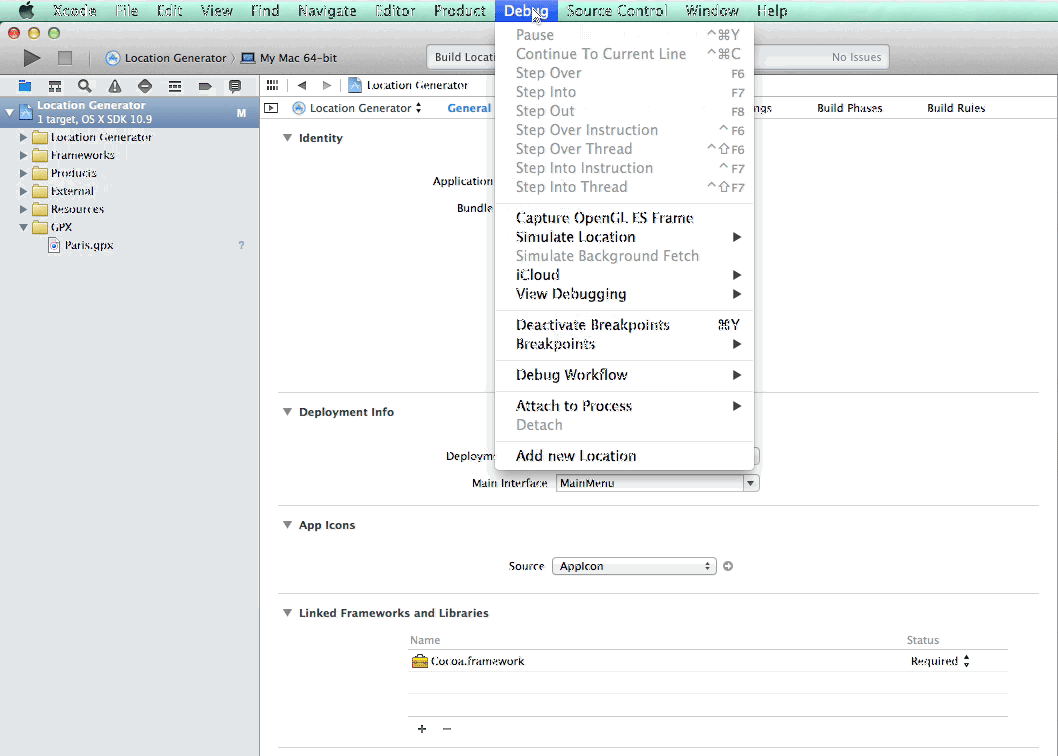 Xcode File Edit View Find Navigate Editor Product Debug Source Control Window Help
Location Generator My Mac 64-bit
Build Locati
No Issues
Location Generator
1 target, OS X SDK 10.9
M
Location Generator
Frameworks
Products
External
Resources
GPX
Paris.gpx ?
Location Generator
Location Generator General
ngs Build Phases Build Rules
Identity
Application
Bundle
Pause ^⌘Y
Continue To Current Line ^⌘C
Step Over F6
Step Into F7
Step Out F8
Step Over Instruction ^F6
Step Over Thread ^⇧F6
Step Into Instruction ^F7
Step Into Thread ^⇧F7
Capture OpenGL ES Frame
Simulate Location
Simulate Background Fetch
iCloud
View Debugging
Deactivate Breakpoints ⌘Y
Breakpoints
Debug Workflow
Attach to Process
Detach
Add new Location
Deployment Info
Deploym
Main Interface MainMenu
App Icons
Source AppIcon
Linked Frameworks and Libraries
Name Status
Cocoa.framework Required
+ −